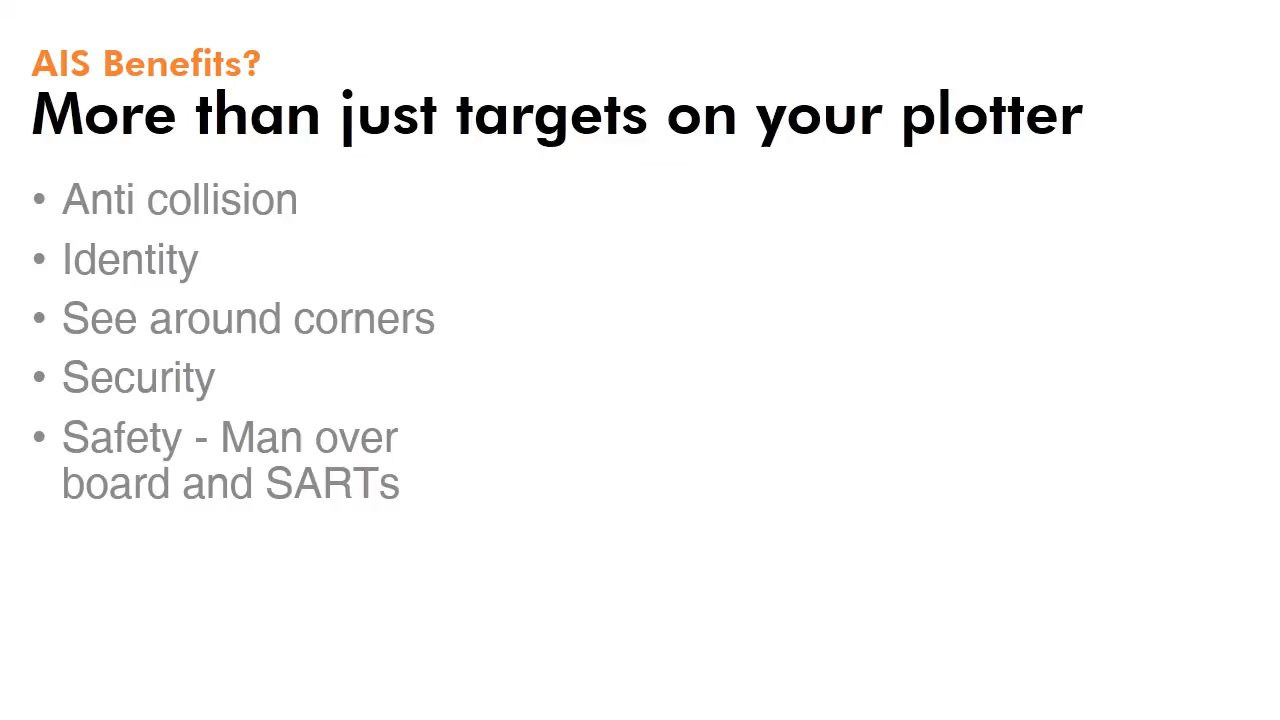 AIS Benefits?
More than just targets on your plotter
• Anti collision
• Identity
• See around corners
• Security
• Safety - Man over
board and SARTs